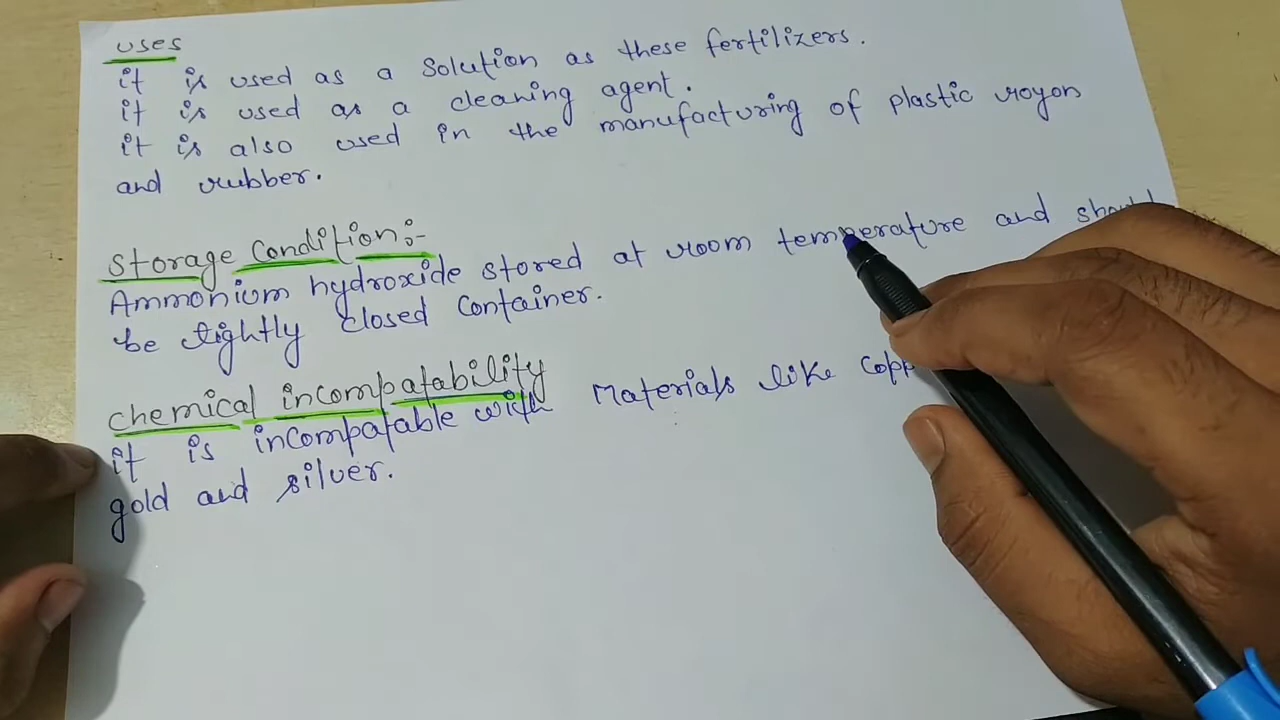 uses
it is used as a solution as these fertilizers.
it is used as a cleaning agent.
it is also used in the manufacturing of plastic rayon
and rubber.
Storage Condition:-
Ammonium hydroxide stored at room temperature and should
be tightly closed container.
chemical incompatability
it is incompatable with Materials like
gold and silver.